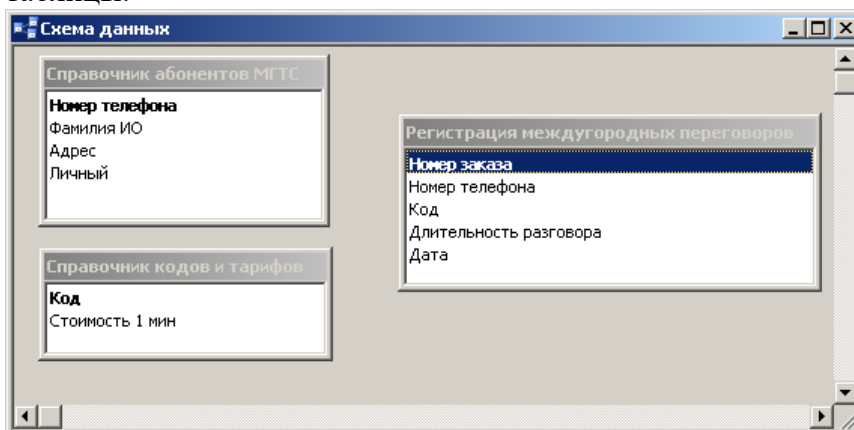 Схема данных
Справочник абонентов МГТС
Номер телефона
Фамилия ИО
Адрес
Личный
Регистрация междугородных переговоров
Номер заказа
Номер телефона
Код
Длительность разговора
Дата
Справочник кодов и тарифов
Код
Стоимость 1 мин